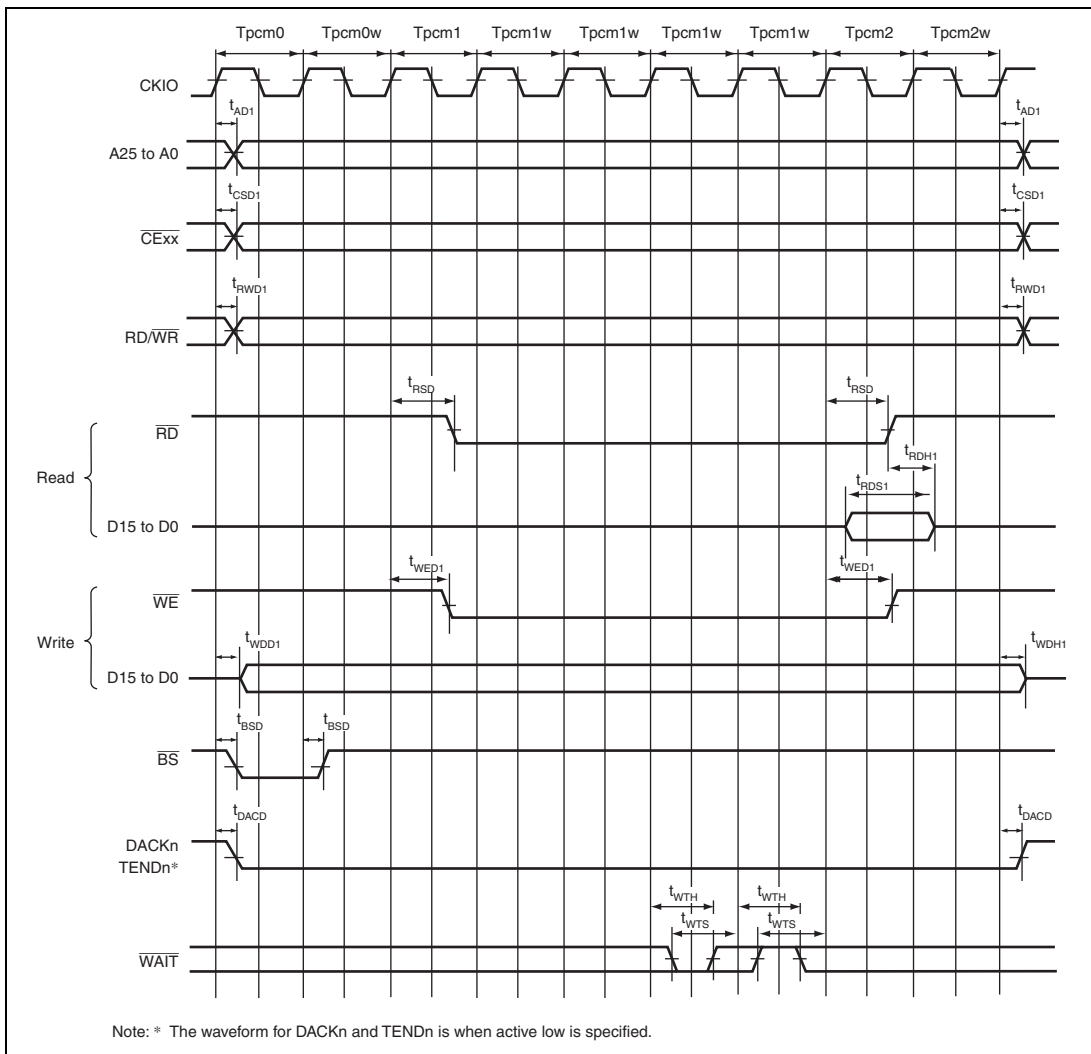 Tpcm0 Tpcm0w Tpcm1 Tpcm1w Tpcm1w Tpcm1w Tpcm1w Tpcm2 Tpcm2w
CKIO
tAD1 tAD1
A25 to A0
tCSD1 tCSD1
CExx
tRWD1 tRWD1
RD/WR
tRSD tRSD
RD
tRDH1
Read
tRDS1
D15 to D0
tWED1 tWED1
WE
Write
tWDD1 tWDH1
D15 to D0
tBSD tBSD
BS
tDACD tDACD
DACKn
TENDn*
tWTH tWTH
tWTS tWTS
WAIT
Note: * The waveform for DACKn and TENDn is when active low is specified.